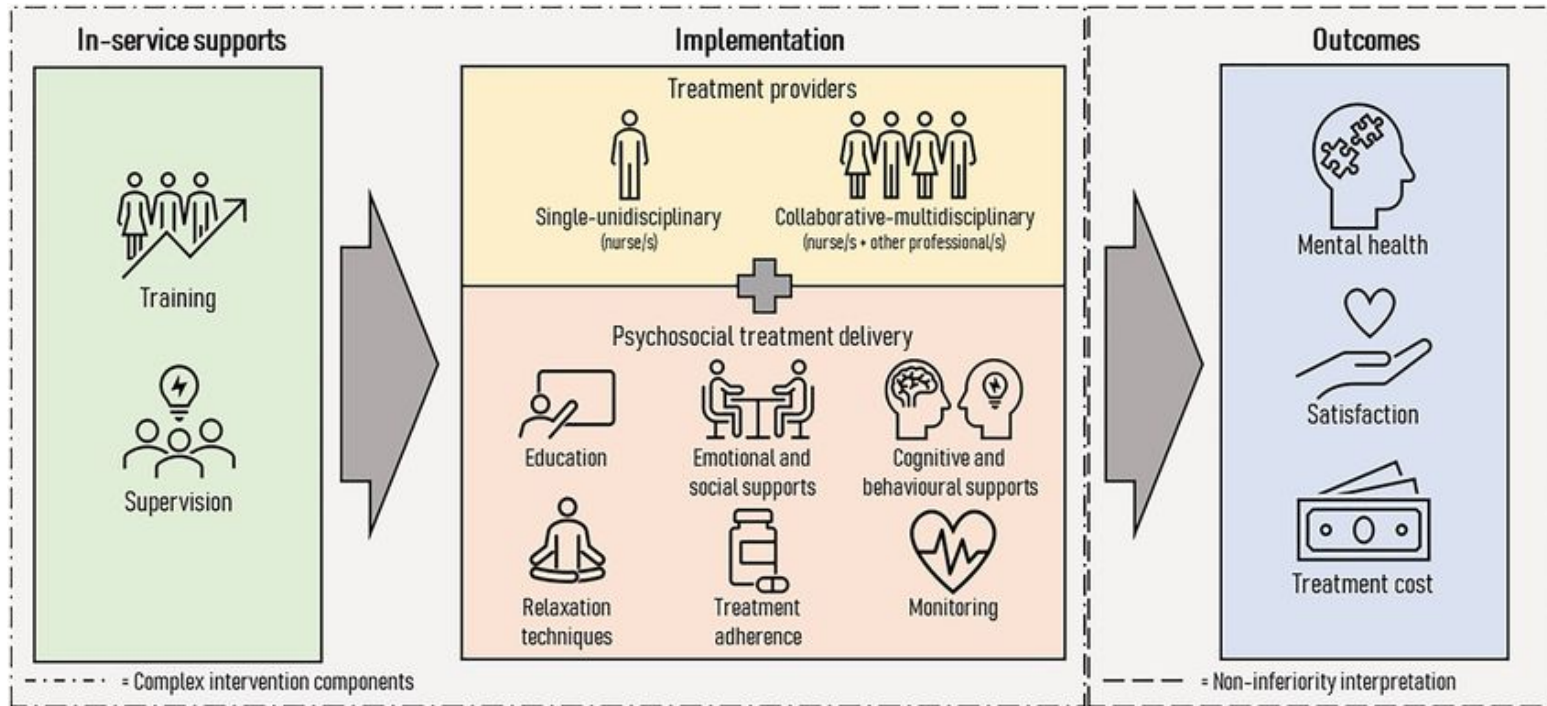 In-service supports
Training
Supervision
Implementation
Treatment providers
Single-unidisciplinary
(nurse/s)
Collaborative-multidisciplinary
(nurse/s + other professional/s)
Psychosocial treatment delivery
Education
Emotional and
social supports
Cognitive and
behavioural supports
Relaxation
techniques
Treatment
adherence
Monitoring
Outcomes
Mental health
Satisfaction
Treatment cost
= Complex intervention components
= Non-inferiority interpretation